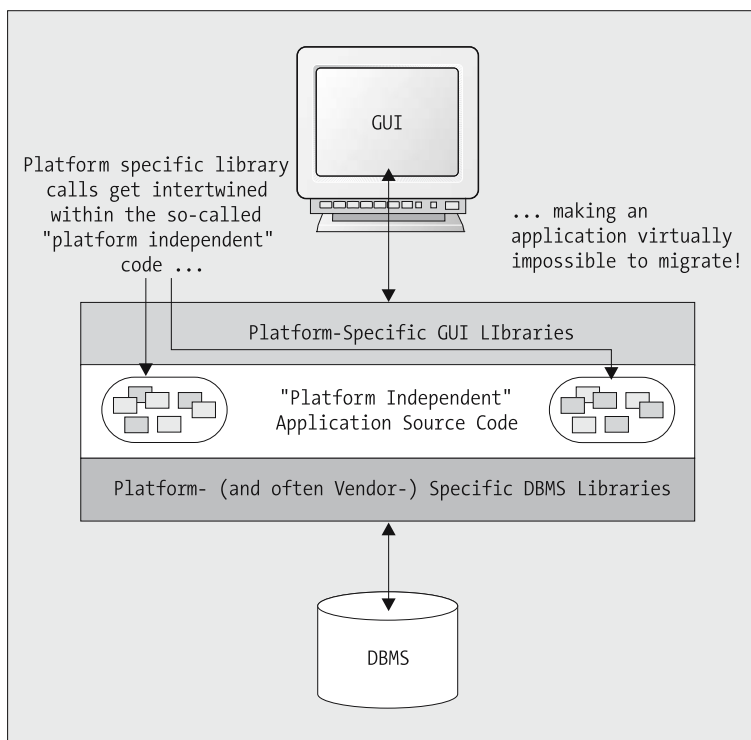 GUI
Platform specific library
calls get intertwined
within the so-called
"platform independent"
code ...
... making an
application virtually
impossible to migrate!
Platform-Specific GUI LIbraries
"Platform Independent"
Application Source Code
Platform- (and often Vendor-) Specific DBMS Libraries
DBMS